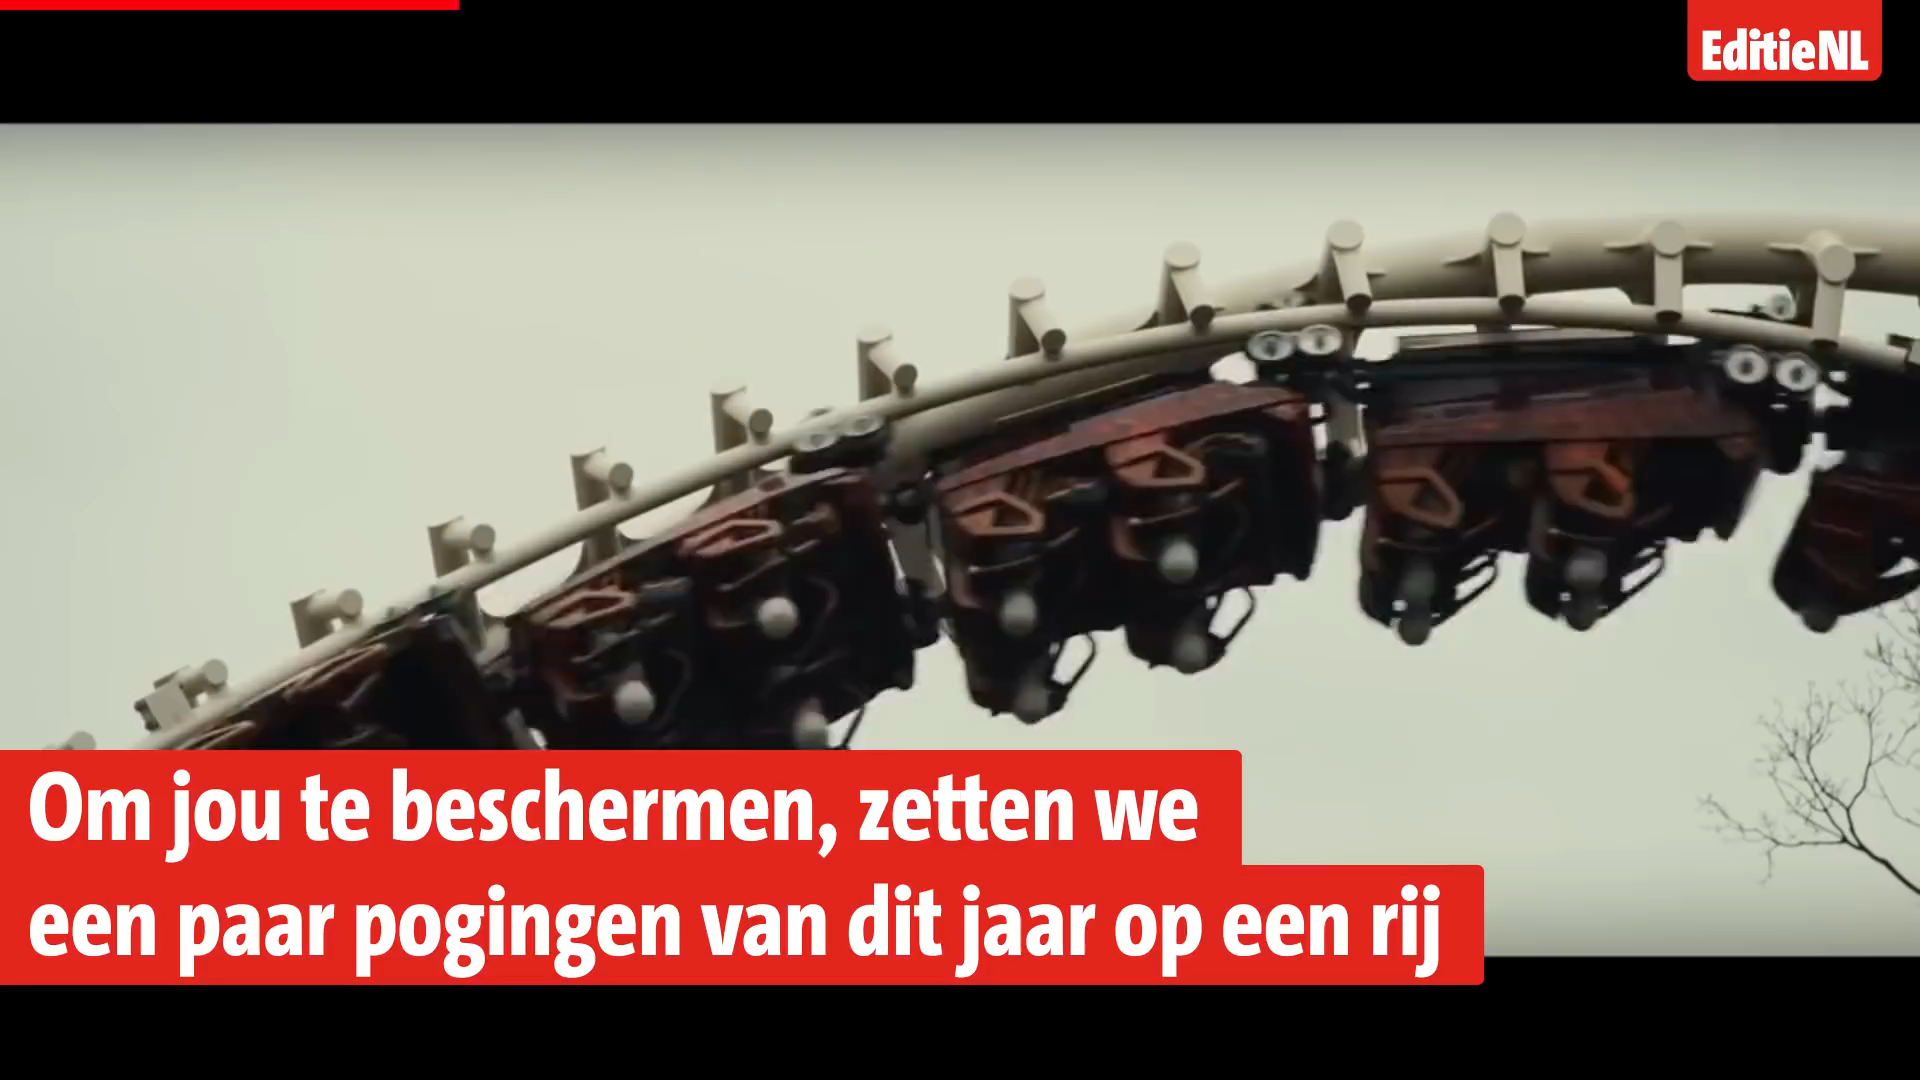 EditieNL
Om jou te beschermen, zetten we
een paar pogingen van dit jaar op een rij